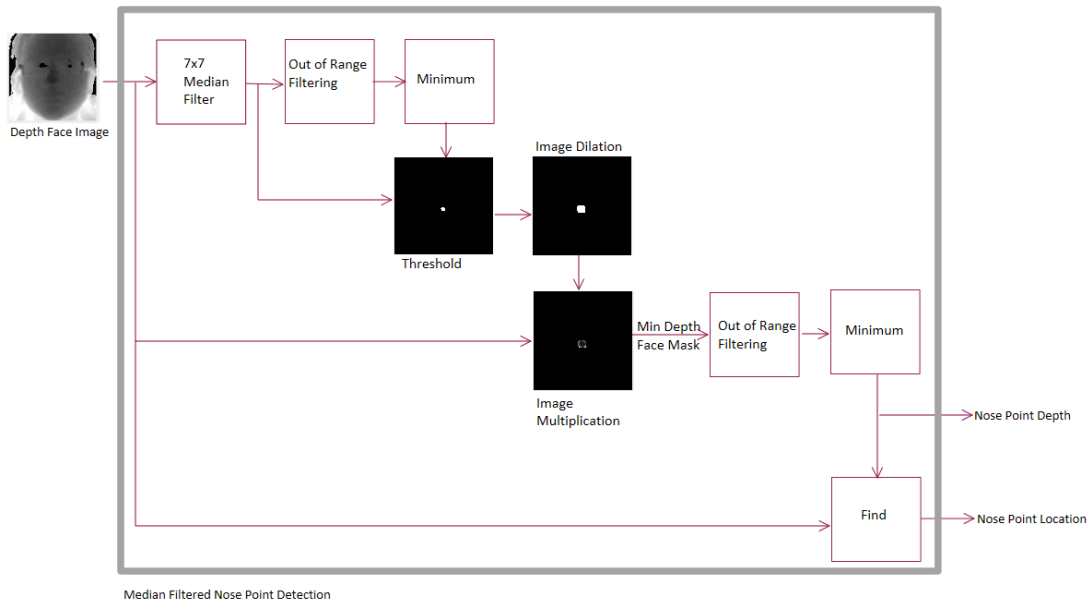 Depth Face Image
7x7
Median
Filter
Out of Range
Filtering
Minimum
Threshold
Image Dilation
Image
Multiplication
Min Depth
Face Mask
Out of Range
Filtering
Minimum
Nose Point Depth
Find
Nose Point Location
Median Filtered Nose Point Detection